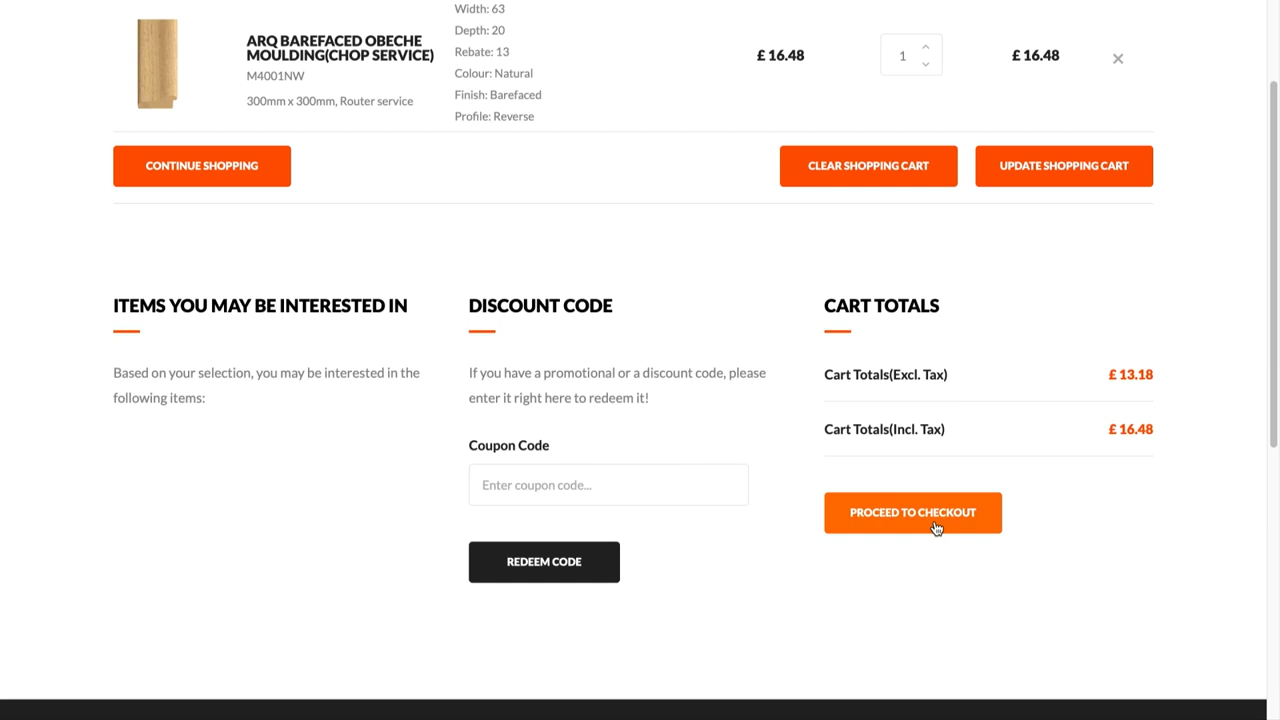 Width: 63
Depth: 20
ARQ BAREFACED OBECHE
MOULDING(CHOP SERVICE)
Rebate: 13
£ 16.48
1
£ 16.48
Colour: Natural
M4001NW
Finish: Barefaced
300mm x 300mm, Router service
Profile: Reverse
CONTINUE SHOPPING
CLEAR SHOPPING CART
UPDATE SHOPPING CART
ITEMS YOU MAY BE INTERESTED IN
Based on your selection, you may be interested in the
following items:
DISCOUNT CODE
If you have a promotional or a discount code, please
enter it right here to redeem it!
Coupon Code
Enter coupon code...
REDEEM CODE
CART TOTALS
Cart Totals(Excl. Tax)
£ 13.18
Cart Totals(Incl. Tax)
£ 16.48
PROCEED TO CHECKOUT